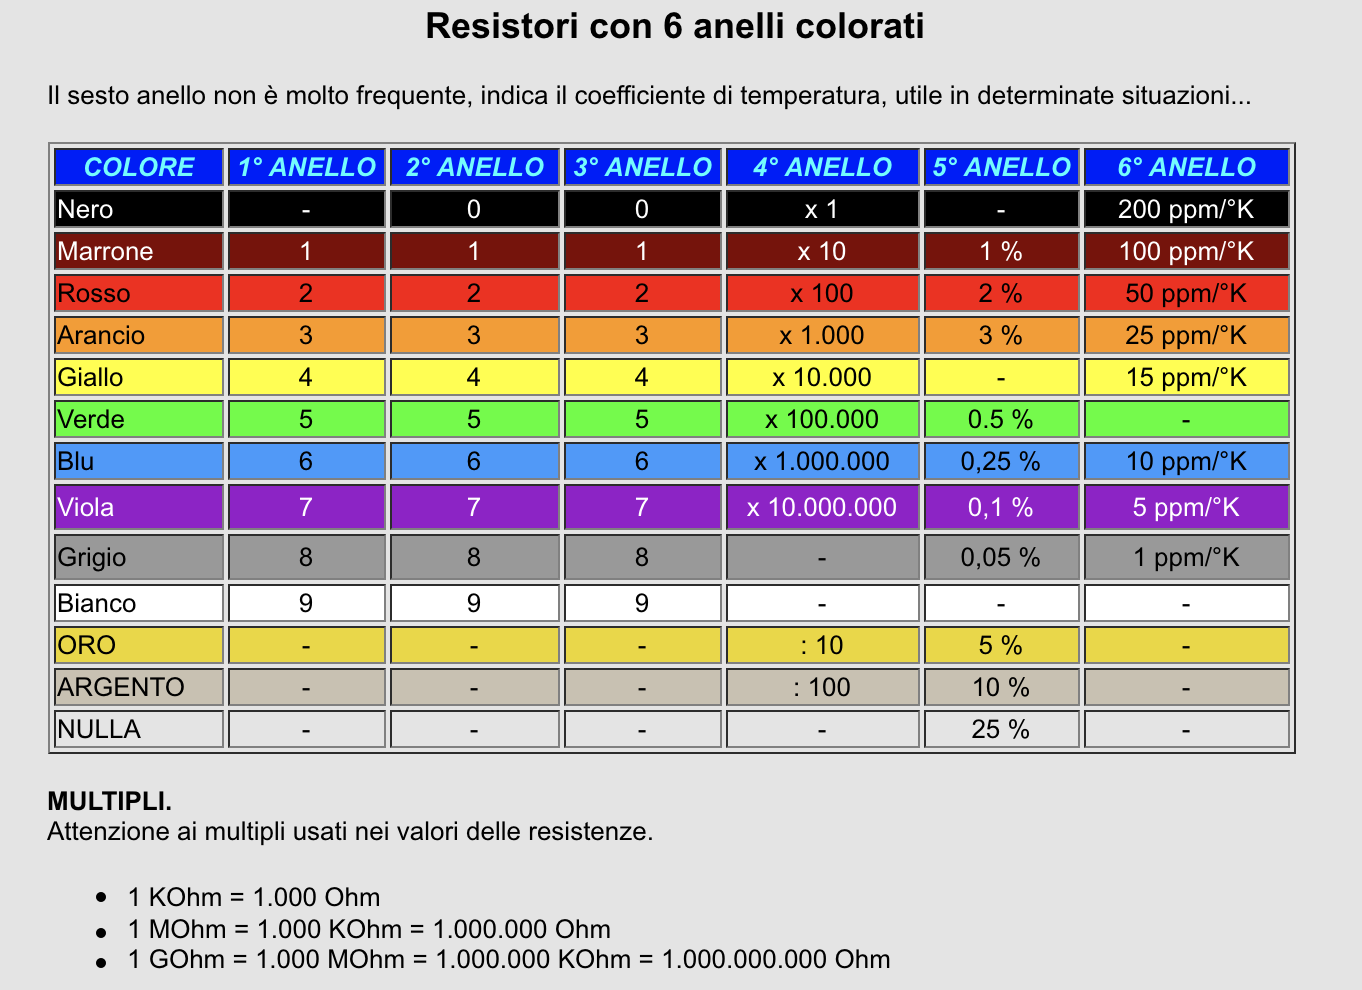 Resistori con 6 anelli colorati
Il sesto anello non è molto frequente, indica il coefficiente di temperatura, utile in determinate situazioni...
COLORE 1° ANELLO 2° ANELLO 3° ANELLO 4° ANELLO 5° ANELLO 6° ANELLO
Nero - 0 0 x 1 - 200 ppm/°K
Marrone 1 1 1 x 10 1 % 100 ppm/°K
Rosso 2 2 2 x 100 2 % 50 ppm/°K
Arancio 3 3 3 x 1.000 3 % 25 ppm/°K
Giallo 4 4 4 x 10.000 - 15 ppm/°K
Verde 5 5 5 x 100.000 0.5 % -
Blu 6 6 6 x 1.000.000 0,25 % 10 ppm/°K
Viola 7 7 7 x 10.000.000 0,1 % 5 ppm/°K
Grigio 8 8 8 - 0,05 % 1 ppm/°K
Bianco 9 9 9 - - -
ORO - - - : 10 5 % -
ARGENTO - - - : 100 10 % -
NULLA - - - - 25 % -
MULTIPLI.
Attenzione ai multipli usati nei valori delle resistenze.
• 1 KOhm = 1.000 Ohm
• 1 MOhm = 1.000 KOhm = 1.000.000 Ohm
• 1 GOhm = 1.000 MOhm = 1.000.000 KOhm = 1.000.000.000 Ohm